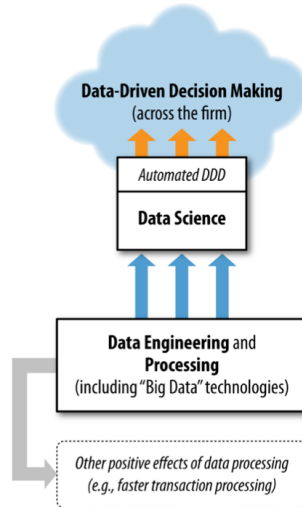 Data-Driven Decision Making
(across the firm)
Automated DDD
Data Science
Data Engineering and
Processing
(including “Big Data” technologies)
Other positive effects of data processing
(e.g., faster transaction processing)